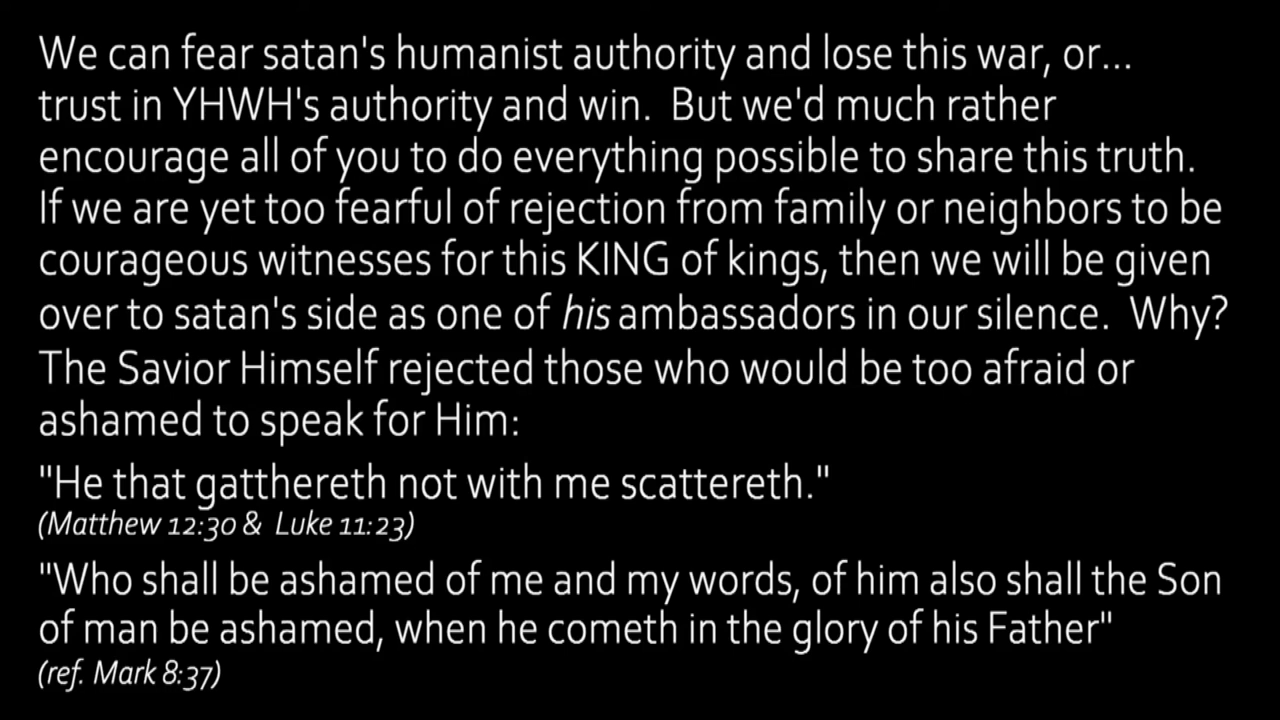 We can fear satan's humanist authority and lose this war, or...
trust in YHWH's authority and win. But we'd much rather
encourage all of you to do everything possible to share this truth.
If we are yet too fearful of rejection from family or neighbors to be
courageous witnesses for this KING of kings, then we will be given
over to satan's side as one of his ambassadors in our silence. Why?
The Savior Himself rejected those who would be too afraid or
ashamed to speak for Him:
"He that gatthereth not with me scattereth."
(Matthew 12:30 & Luke 11:23)
"Who shall be ashamed of me and my words, of him also shall the Son
of man be ashamed, when he cometh in the glory of his Father"
(ref. Mark 8:37)